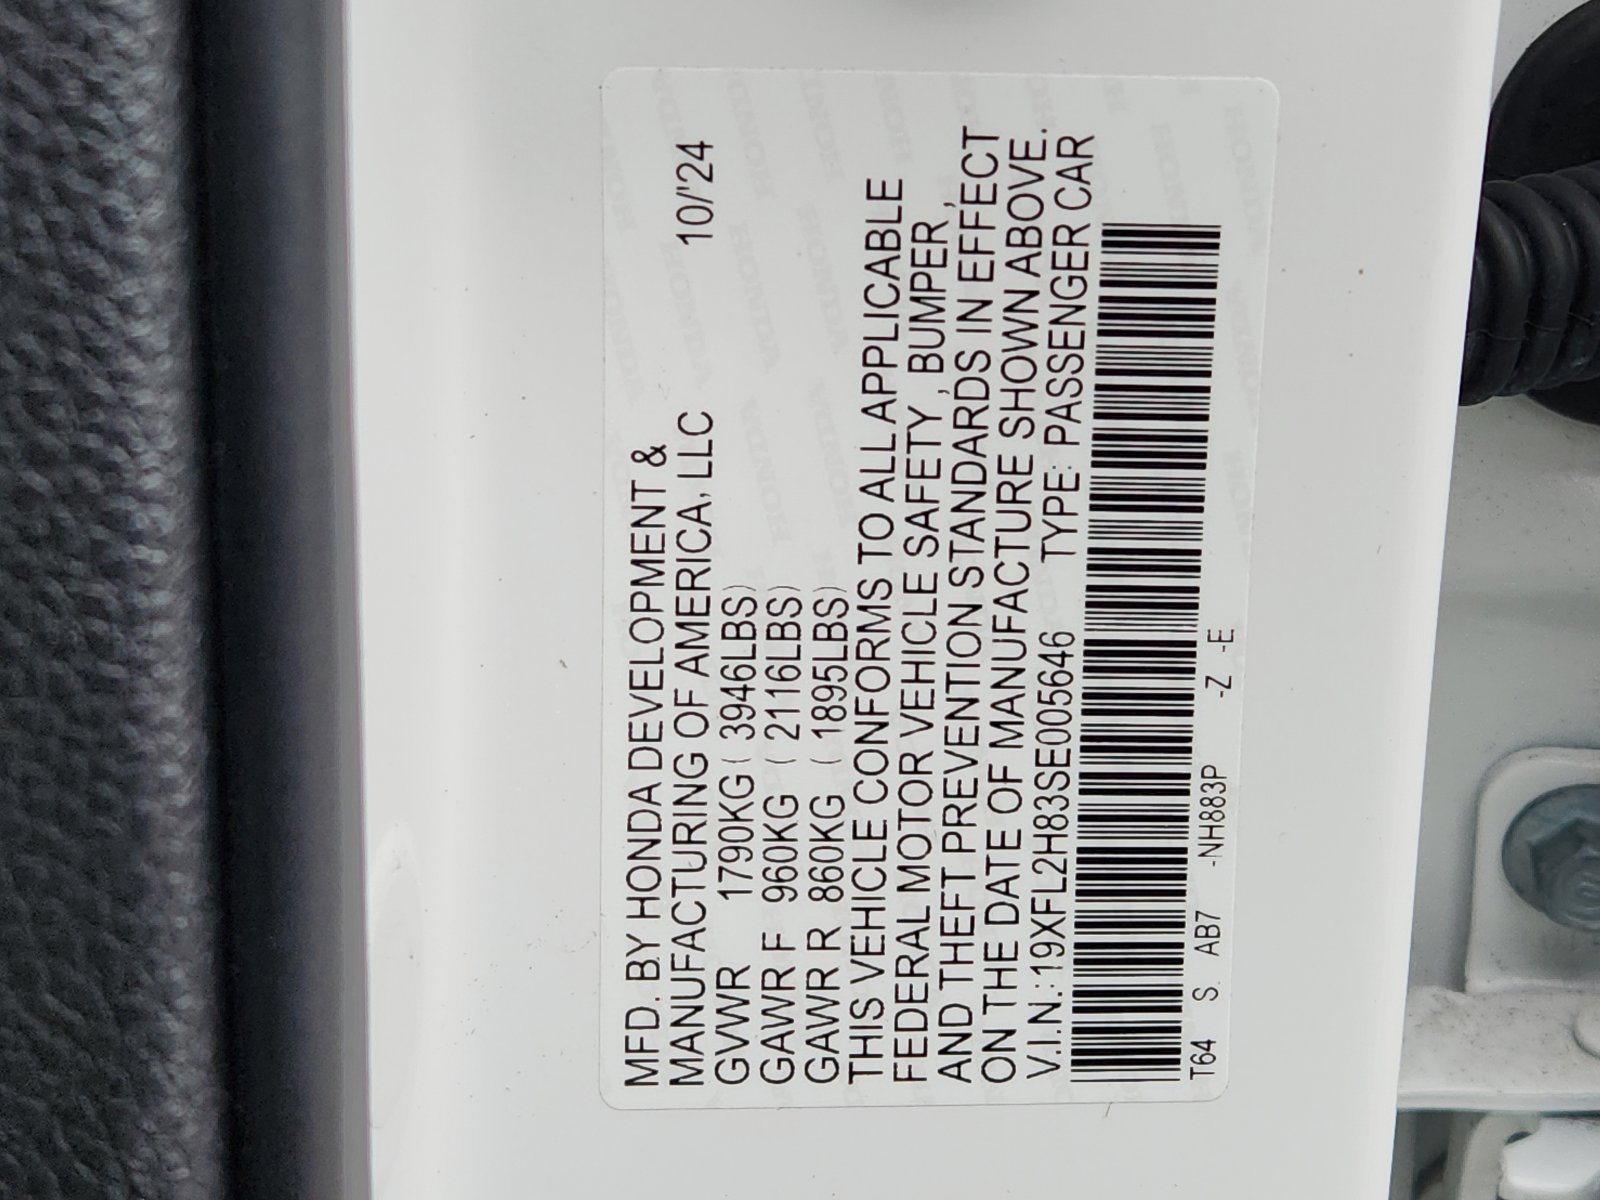 MFD. BY HONDA DEVELOPMENT &
MANUFACTURING OF AMERICA, LLC 10/'24
GVWR 1790KG ( 3946LBS)
GAWR F 960KG ( 2116LBS)
GAWR R 860KG ( 1895LBS)
THIS VEHICLE CONFORMS TO ALL APPLICABLE
FEDERAL MOTOR VEHICLE SAFETY , BUMPER ,
AND THEFT PREVENTION STANDARDS IN EFFECT
ON THE DATE OF MANUFACTURE SHOWN ABOVE.
V.I.N.: 19XFL2H83SE005646 TYPE: PASSENGER CAR
T64 S AB7 -NH883P -Z -E